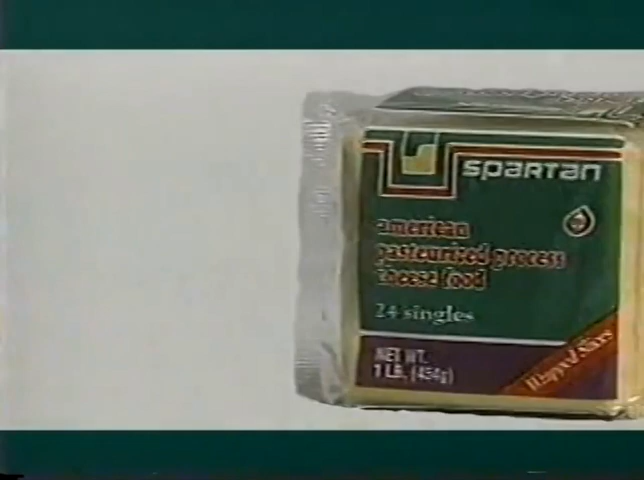 spartan
american
pasteurized process
cheese food
24 singles
NET WT.
1 LB. (454g)
Wrapped Slices